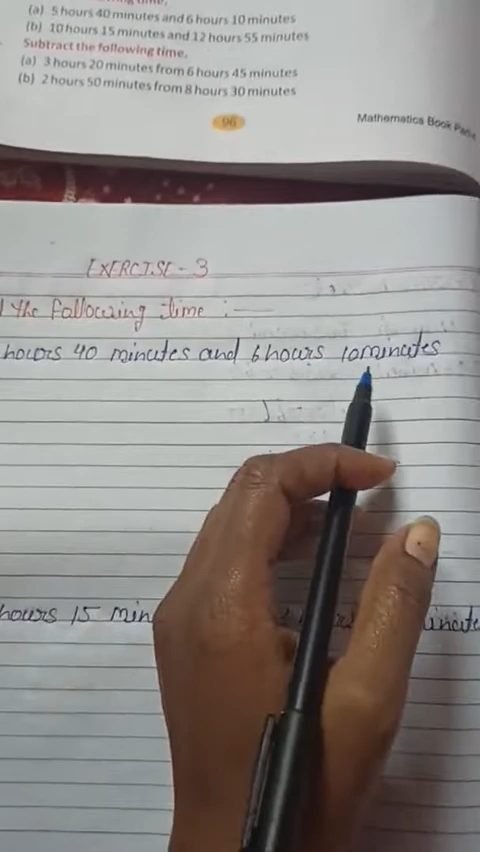 (a) 5 hours 40 minutes and 6 hours 10 minutes
(b) 10 hours 15 minutes and 12 hours 55 minutes
Subtract the following time.
(a) 3 hours 20 minutes from 6 hours 45 minutes
(b) 2 hours 50 minutes from 8 hours 30 minutes
96
Mathematics Book Part
EXERCISE - 3
the following time :-
hours 40 minutes and 6 hours 10 minutes
hours 15 min